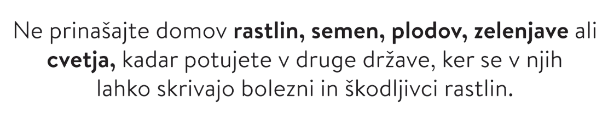 Ne prinašajte domov rastlin, semen, plodov, zelenjave ali
cvetja, kadar potujete v druge države, ker se v njih
lahko skrivajo bolezni in škodljivci rastlin.